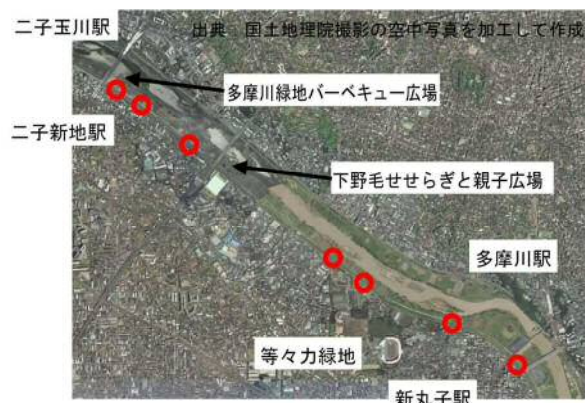 二子玉川駅
出典 国土地理院撮影の空中写真を加工して作成
多摩川緑地バーベキュー広場
二子新地駅
下野毛せせらぎと親子広場
多摩川駅
等々力緑地
新丸子駅